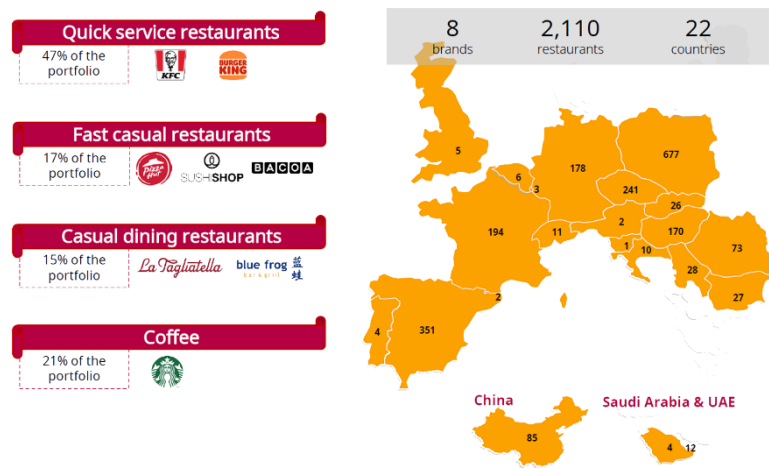 Quick service restaurants
47% of the
portfolio
KFC
BURGER
KING
Fast casual restaurants
17% of the
portfolio
Pizza
Hut
SUSHISHOP
BACOA
Casual dining restaurants
15% of the
portfolio
La Tagliatella
blue frog
bar & grill
蓝
蛙
Coffee
21% of the
portfolio
8
brands
2,110
restaurants
22
countries
5
6
3
178
677
241
26
194
11
2
170
73
1
10
28
27
2
4
351
China
85
Saudi Arabia & UAE
4
12